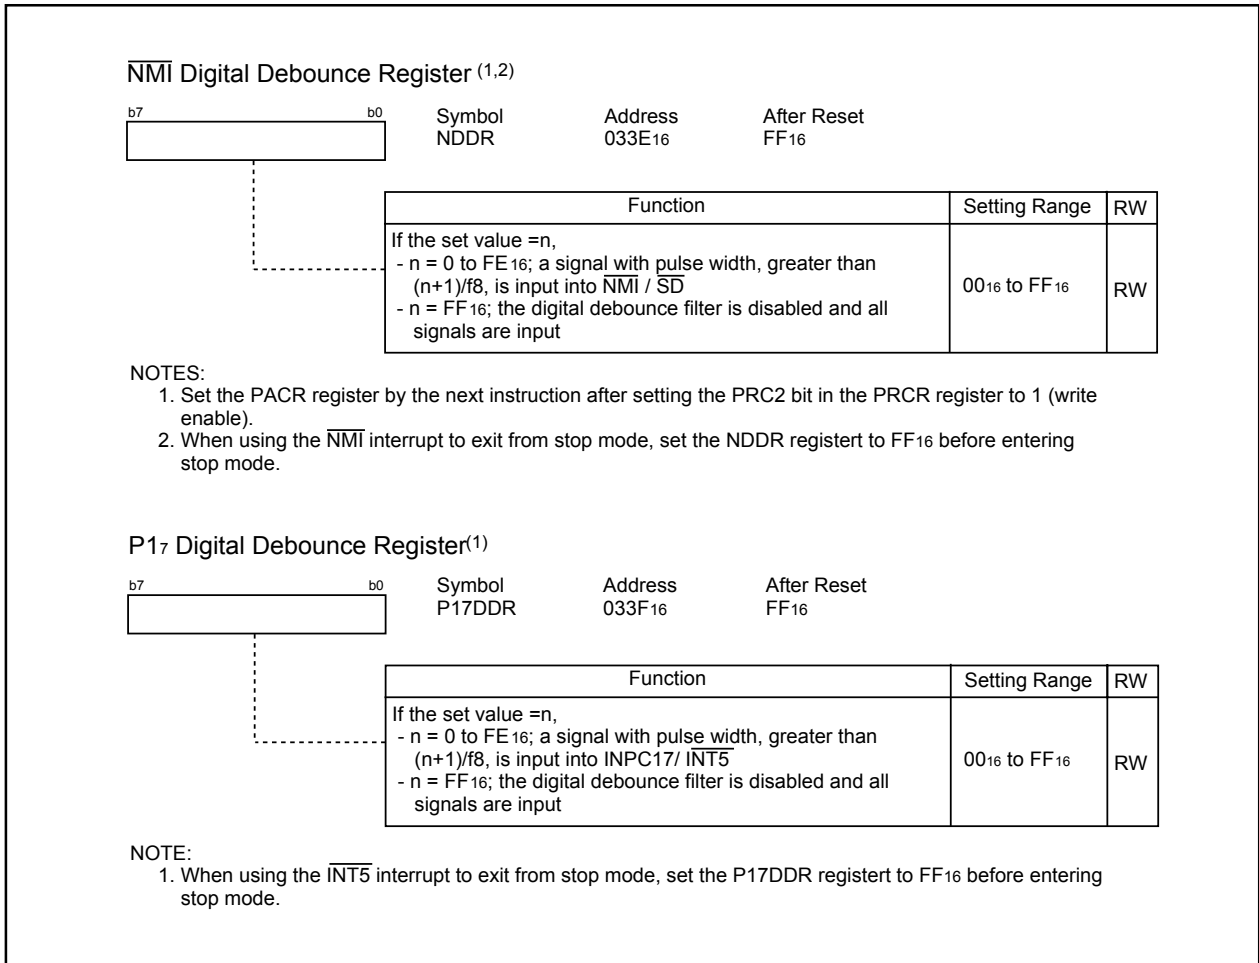 NMI Digital Debounce Register (1,2)
b7 b0 Symbol Address After Reset
NDDR 033E16 FF16
Function Setting Range RW
If the set value =n,
- n = 0 to FE16; a signal with pulse width, greater than
(n+1)/f8, is input into NMI / SD
- n = FF16; the digital debounce filter is disabled and all
signals are input
0016 to FF16 RW
NOTES:
1. Set the PACR register by the next instruction after setting the PRC2 bit in the PRCR register to 1 (write
enable).
2. When using the NMI interrupt to exit from stop mode, set the NDDR registert to FF16 before entering
stop mode.
P17 Digital Debounce Register(1)
b7 b0 Symbol Address After Reset
P17DDR 033F16 FF16
Function Setting Range RW
If the set value =n,
- n = 0 to FE16; a signal with pulse width, greater than
(n+1)/f8, is input into INPC17/ INT5
- n = FF16; the digital debounce filter is disabled and all
signals are input
0016 to FF16 RW
NOTE:
1. When using the INT5 interrupt to exit from stop mode, set the P17DDR registert to FF16 before entering
stop mode.